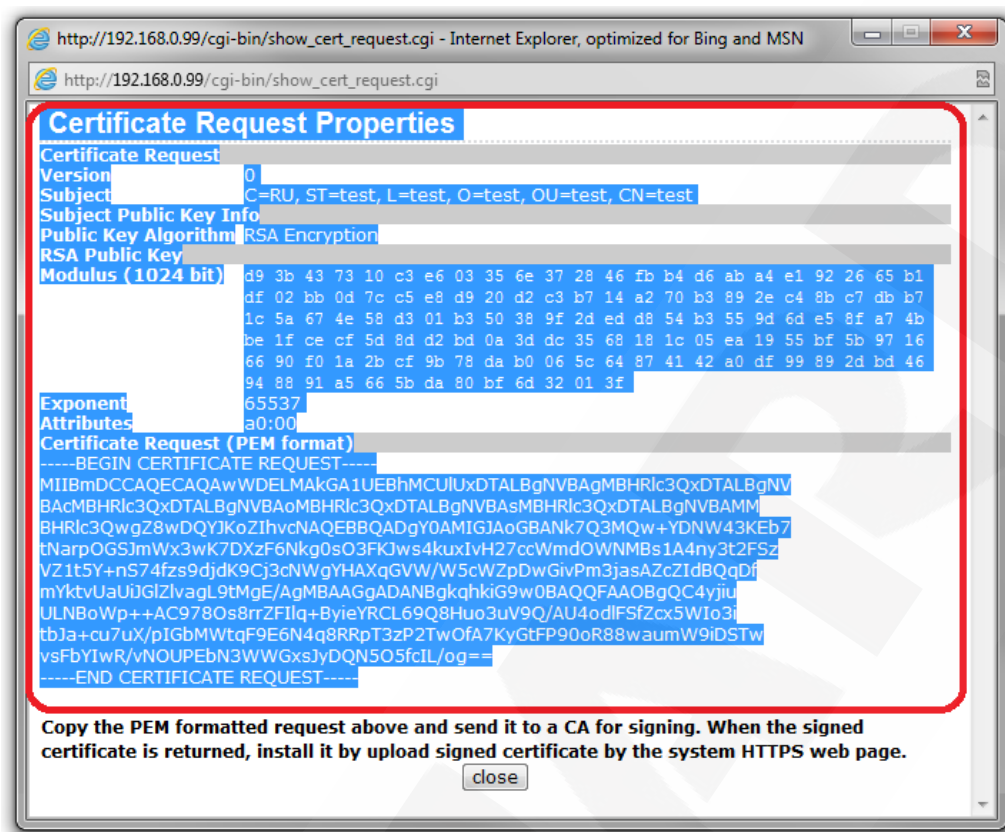 http://192.168.0.99/cgi-bin/show_cert_request.cgi - Internet Explorer, optimized for Bing and MSN
http://192.168.0.99/cgi-bin/show_cert_request.cgi
Certificate Request Properties
Certificate Request
Version 0
Subject C=RU, ST=test, L=test, O=test, OU=test, CN=test
Subject Public Key Info
Public Key Algorithm RSA Encryption
RSA Public Key
Modulus (1024 bit) d9 3b 43 73 10 c3 e6 03 35 6e 37 28 46 fb b4 d6 ab a4 e1 92 26 65 b1
df 02 bb 0d 7c c5 e8 d9 20 d2 c3 b7 14 a2 70 b3 89 2e c4 8b c7 db b7
1c 5a 67 4e 58 d3 01 b3 50 38 9f 2d ed d8 54 b3 55 9d 6d e5 8f a7 4b
be 1f ce cf 5d 8d d2 bd 0a 3d dc 35 68 18 1c 05 ea 19 55 bf 5b 97 16
66 90 f0 1a 2b cf 9b 78 da b0 06 5c 64 87 41 42 a0 df 99 89 2d bd 46
94 88 91 a5 66 5b da 80 bf 6d 32 01 3f
Exponent 65537
Attributes a0:00
Certificate Request (PEM format)
-----BEGIN CERTIFICATE REQUEST-----
MIIBmDCCAQECAQAwWDELMAkGA1UEBhMCUlUxDTALBgNVBAgMBHRlc3QxDTALBgNV
BAcMBHRlc3QxDTALBgNVBAoMBHRlc3QxDTALBgNVBAsMBHRlc3QxDTALBgNVBAMM
BHRlc3QwgZ8wDQYJKoZIhvcNAQEBBQADgY0AMIGJAoGBANk7Q3MQw+YDNW43KEb7
tNarpOGSJmWx3wK7DXzF6Nkg0sO3FKJws4kuxIvH27ccWmdOWNMBs1A4ny3t2FSz
VZ1t5Y+nS74fzs9djdK9Cj3cNWgYHAXqGVW/W5cWZpDwGivPm3jasAZcZIdBQqDf
mYktvUaUiJGlZlvagL9tMgE/AgMBAAGgADANBgkqhkiG9w0BAQQFAAOBgQC4yjiu
ULNBoWp++AC978Os8rrZFIlq+ByieYRCL69Q8Huo3uV9Q/AU4odlFSfZcx5WIo3i
tbJa+cu7uX/pIGbMWtqF9E6N4q8RRpT3zP2TwOfA7KyGtFP90oR88waumW9iDSTw
vsFbYIwR/vNOUPEbN3WWGxsJyDQN5O5fcIL/og==
-----END CERTIFICATE REQUEST-----
Copy the PEM formatted request above and send it to a CA for signing. When the signed
certificate is returned, install it by upload signed certificate by the system HTTPS web page.
close